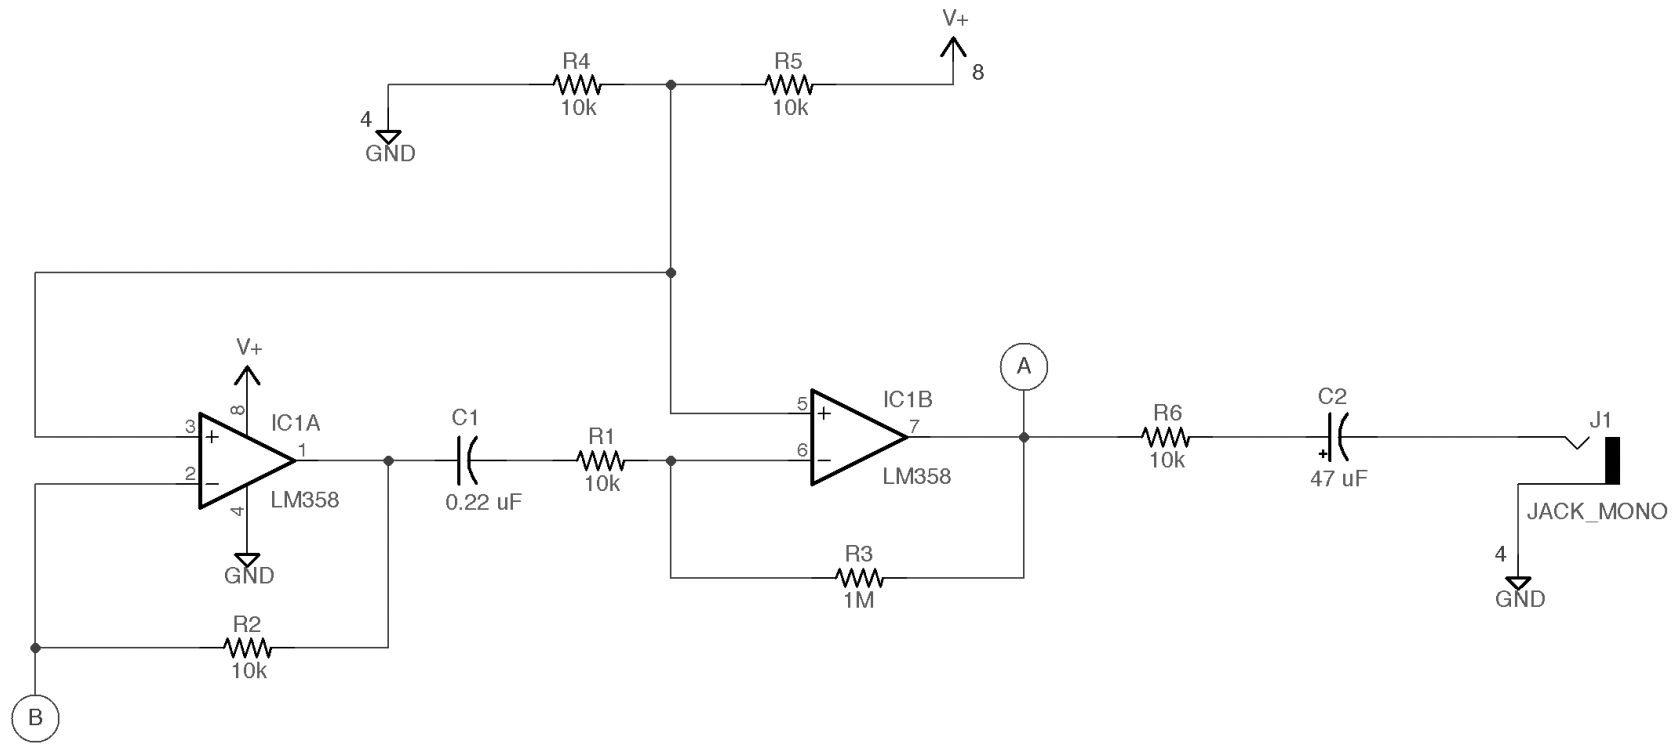 V+
8
R4
R5
10k
10k
4
GND
V+
8
IC1A
3
+
1
2
−
LM358
4
GND
C1
0.22 uF
R1
10k
IC1B
5
+
7
6
−
LM358
A
R6
10k
C2
+
47 uF
J1
JACK_MONO
4
GND
R3
1M
R2
10k
B